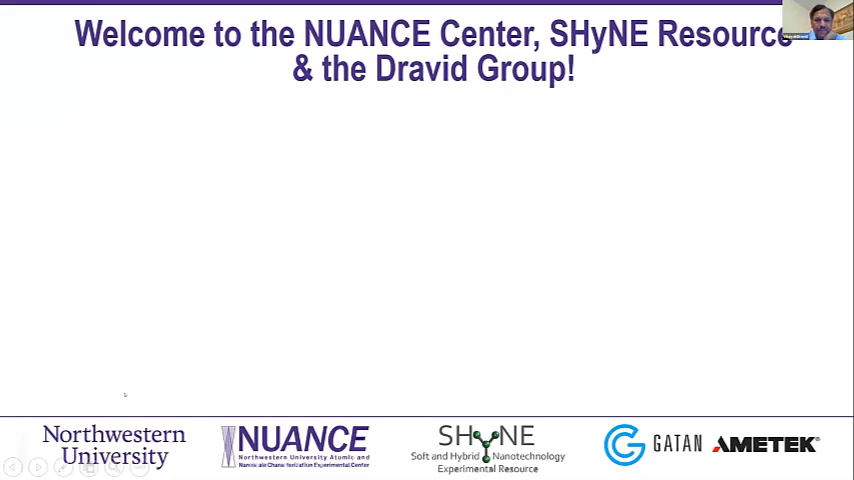 Welcome to the NUANCE Center, SHyNE Resource
& the Dravid Group!
Northwestern
University
NUANCE
Northwestern University Atomic and
Nanoscale Characterization Experimental Center
SHyNE
Soft and Hybrid Nanotechnology
Experimental Resource
GATAN
AMETEK